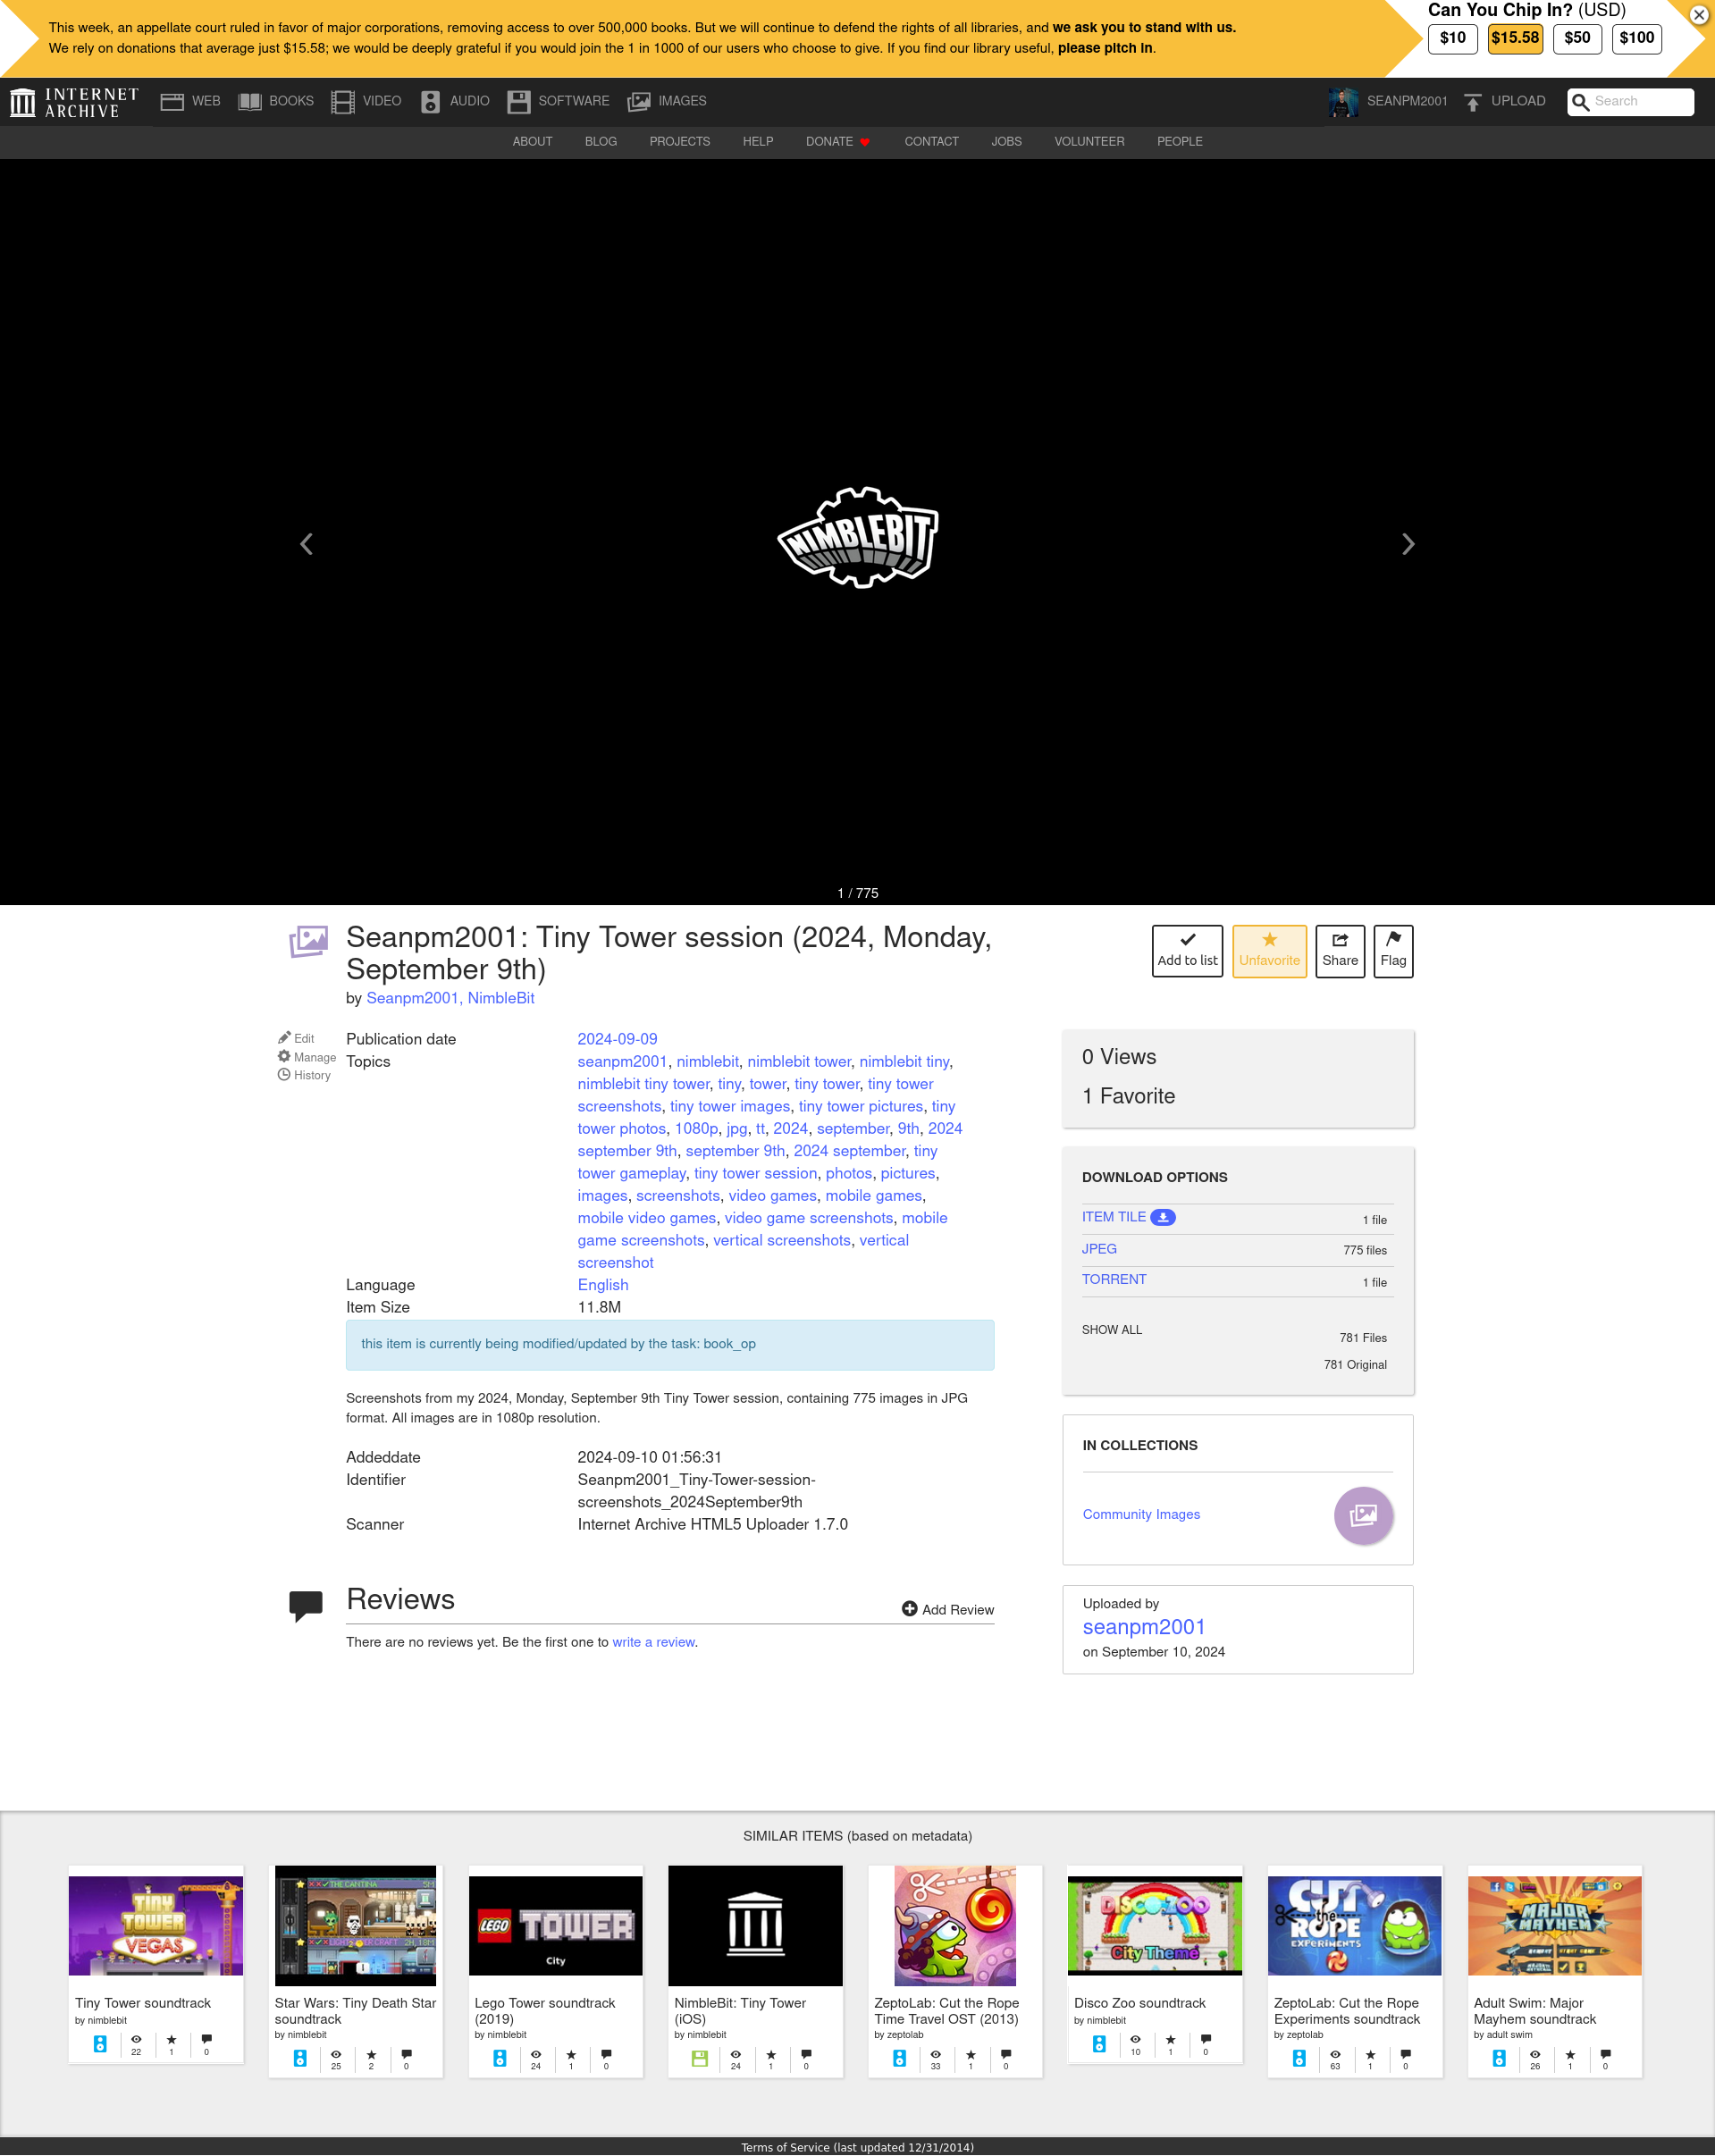 This week, an appellate court ruled in favor of major corporations, removing access to over 500,000 books. But we will continue to defend the rights of all libraries, and we ask you to stand with us.
We rely on donations that average just $15.58; we would be deeply grateful if you would join the 1 in 1000 of our users who choose to give. If you find our library useful, please pitch in.
Can You Chip In? (USD)
$10 $15.58 $50 $100
INTERNET ARCHIVE WEB BOOKS VIDEO AUDIO SOFTWARE IMAGES SEANPM2001 UPLOAD Search
ABOUT BLOG PROJECTS HELP DONATE CONTACT JOBS VOLUNTEER PEOPLE
NIMBLEBIT
1 / 775
Seanpm2001: Tiny Tower session (2024, Monday,
September 9th)
by Seanpm2001, NimbleBit
Add to list Unfavorite Share Flag
Edit
Manage
History
Publication date 2024-09-09
Topics seanpm2001, nimblebit, nimblebit tower, nimblebit tiny,
nimblebit tiny tower, tiny, tower, tiny tower, tiny tower
screenshots, tiny tower images, tiny tower pictures, tiny
tower photos, 1080p, jpg, tt, 2024, september, 9th, 2024
september 9th, september 9th, 2024 september, tiny
tower gameplay, tiny tower session, photos, pictures,
images, screenshots, video games, mobile games,
mobile video games, video game screenshots, mobile
game screenshots, vertical screenshots, vertical
screenshot
Language English
Item Size 11.8M
this item is currently being modified/updated by the task: book_op
Screenshots from my 2024, Monday, September 9th Tiny Tower session, containing 775 images in JPG
format. All images are in 1080p resolution.
Addeddate 2024-09-10 01:56:31
Identifier Seanpm2001_Tiny-Tower-session-
screenshots_2024September9th
Scanner Internet Archive HTML5 Uploader 1.7.0
Reviews
Add Review
There are no reviews yet. Be the first one to write a review.
0 Views
1 Favorite
DOWNLOAD OPTIONS
ITEM TILE 1 file
JPEG 775 files
TORRENT 1 file
SHOW ALL 781 Files
781 Original
IN COLLECTIONS
Community Images
Uploaded by
seanpm2001
on September 10, 2024
SIMILAR ITEMS (based on metadata)
TINY
TOWER
VEGAS
Tiny Tower soundtrack
by nimblebit
22 1 0
THE CANTINA
Star Wars: Tiny Death Star
soundtrack
by nimblebit
25 2 0
LEGO TOWER
City
Lego Tower soundtrack
(2019)
by nimblebit
24 1 0
NimbleBit: Tiny Tower
(iOS)
by nimblebit
24 1 0
ZeptoLab: Cut the Rope
Time Travel OST (2013)
by zeptolab
33 1 0
DISCO ZOO
City Theme
Disco Zoo soundtrack
by nimblebit
10 1 0
CUT
the
ROPE
EXPERIMENTS
ZeptoLab: Cut the Rope
Experiments soundtrack
by zeptolab
63 1 0
MAJOR
MAYHEM
Adult Swim: Major
Mayhem soundtrack
by adult swim
26 1 0
Terms of Service (last updated 12/31/2014)